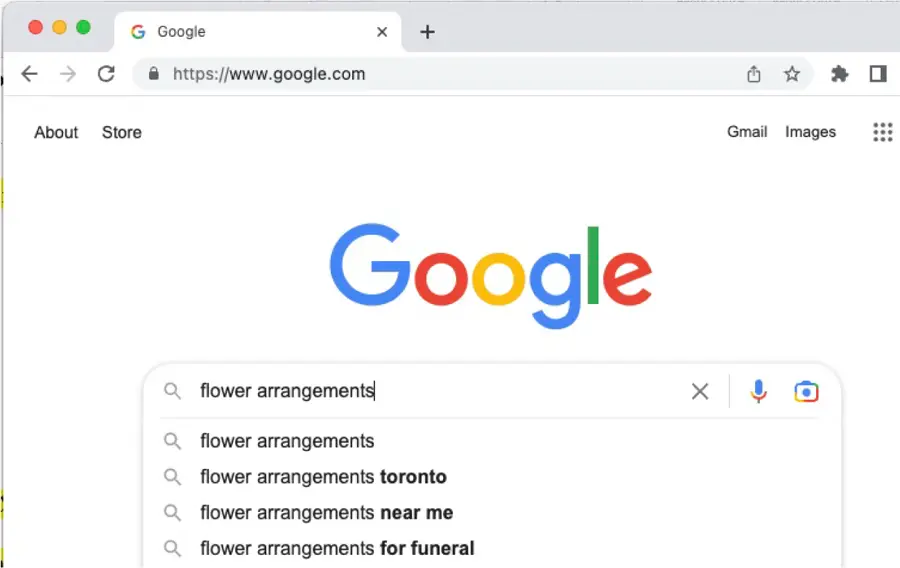 Google
https://www.google.com
About Store Gmail Images
Google
flower arrangements
flower arrangements
flower arrangements toronto
flower arrangements near me
flower arrangements for funeral